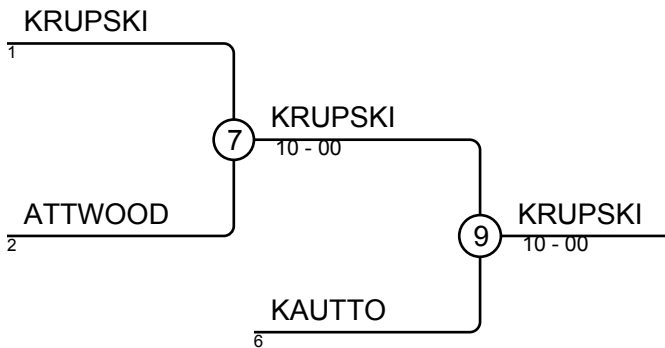 KRUPSKI
1
7
KRUPSKI
10 - 00
ATTWOOD
2
9
KRUPSKI
10 - 00
KAUTTO
6